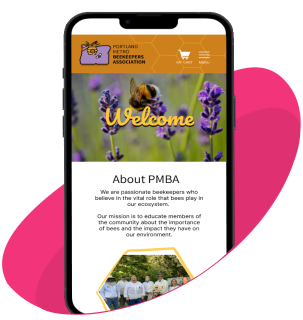 PORTLAND
METRO
BEEKEEPERS
ASSOCIATION
MY CART
MENU
Welcome
About PMBA
We are passionate beekeepers who
believe in the vital role that bees play in
our ecosystem.
Our mission is to educate members of
the community about the importance
of bees and the impact they have on
our environment.